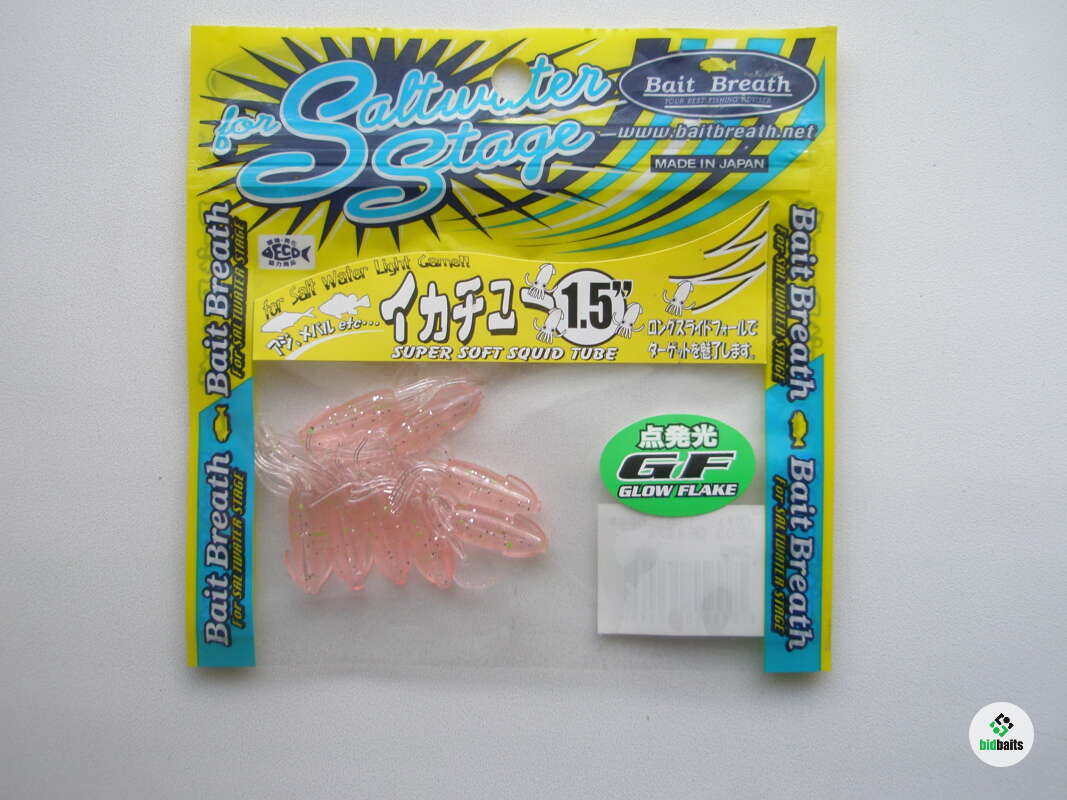 for Saltwater
Stage
Bait Breath
YOUR BEST FISHING ADVISER
www.baitbreath.net
MADE IN JAPAN
ECO
for Salt Water Light Game!!
アジ、メバル etc...
イカチュー 1.5”
SUPER SOFT SQUID TUBE
ロングスライドフォールで
ターゲットを魅了します。
Bait Breath
For SALTWATER STAGE
Bait Breath
For SALTWATER STAGE
Bait Breath
For SALTWATER STAGE
Bait Breath
For SALTWATER STAGE
点発光
GF
GLOW FLAKE
bidbaits